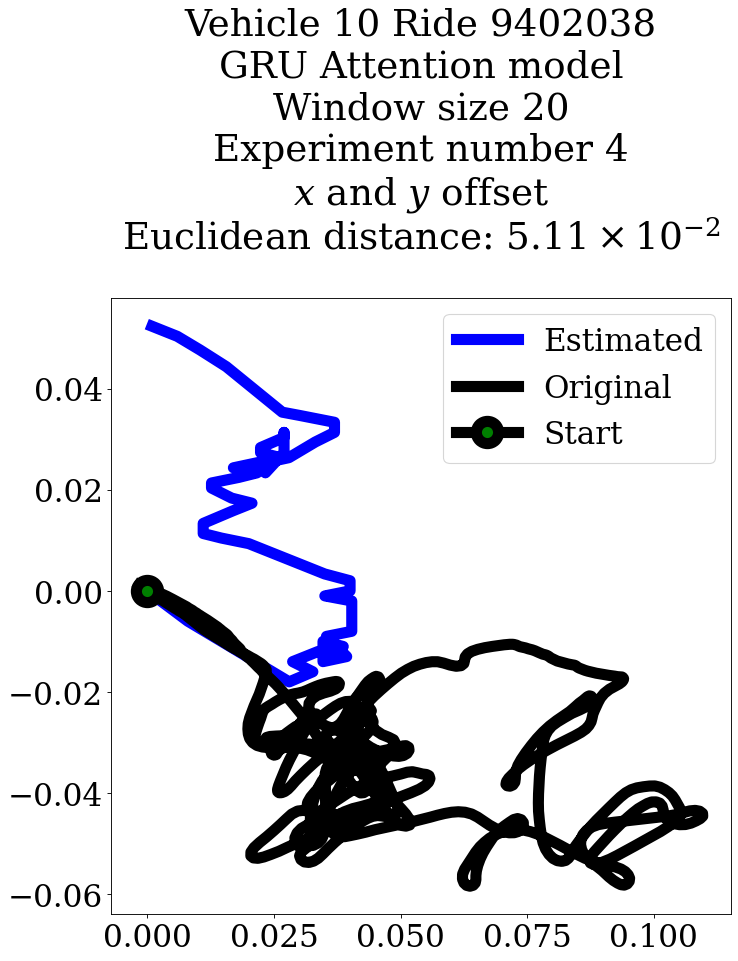 Vehicle 10 Ride 9402038
GRU Attention model
Window size 20
Experiment number 4
x and y offset
Euclidean distance: 5.11 × 10⁻²
Estimated
Original
Start
0.04
0.02
0.00
−0.02
−0.04
−0.06
0.000 0.025 0.050 0.075 0.100